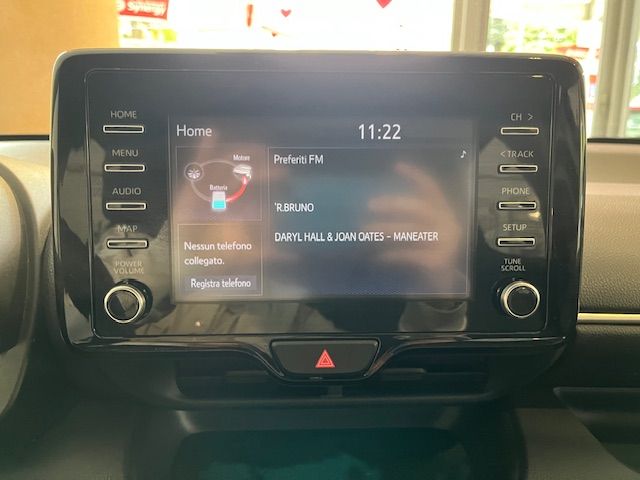 synergy
HOME
CH >
Home
11:22
MENU
Motore
Preferiti FM
< TRACK
Batteria
AUDIO
'R.BRUNO
PHONE
MAP
Nessun telefono
collegato.
DARYL HALL & JOAN OATES - MANEATER
SETUP
POWER
VOLUME
Registra telefono
TUNE
SCROLL